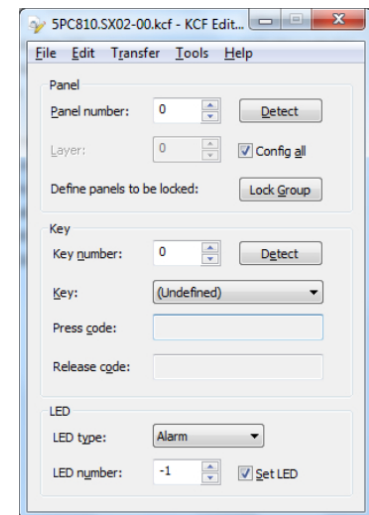 5PC810.SX02-00.kcf - KCF Edit...
File Edit Transfer Tools Help
Panel
Panel number: 0 Detect
Layer: 0 Config all
Define panels to be locked: Lock Group
Key
Key number: 0 Detect
Key: (Undefined)
Press code:
Release code:
LED
LED type: Alarm
LED number: -1 Set LED